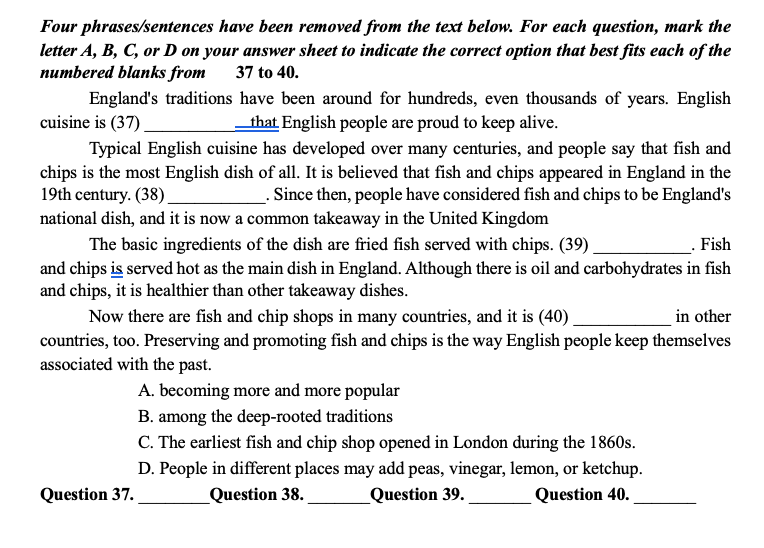 Four phrases/sentences have been removed from the text below. For each question, mark the
letter A, B, C, or D on your answer sheet to indicate the correct option that best fits each of the
numbered blanks from 37 to 40.
England's traditions have been around for hundreds, even thousands of years. English
cuisine is (37) ____________ that English people are proud to keep alive.
Typical English cuisine has developed over many centuries, and people say that fish and
chips is the most English dish of all. It is believed that fish and chips appeared in England in the
19th century. (38) ____________. Since then, people have considered fish and chips to be England's
national dish, and it is now a common takeaway in the United Kingdom
The basic ingredients of the dish are fried fish served with chips. (39) ____________. Fish
and chips is served hot as the main dish in England. Although there is oil and carbohydrates in fish
and chips, it is healthier than other takeaway dishes.
Now there are fish and chip shops in many countries, and it is (40) ____________ in other
countries, too. Preserving and promoting fish and chips is the way English people keep themselves
associated with the past.
A. becoming more and more popular
B. among the deep-rooted traditions
C. The earliest fish and chip shop opened in London during the 1860s.
D. People in different places may add peas, vinegar, lemon, or ketchup.
Question 37. ________ Question 38. _______ Question 39. _______ Question 40. _______